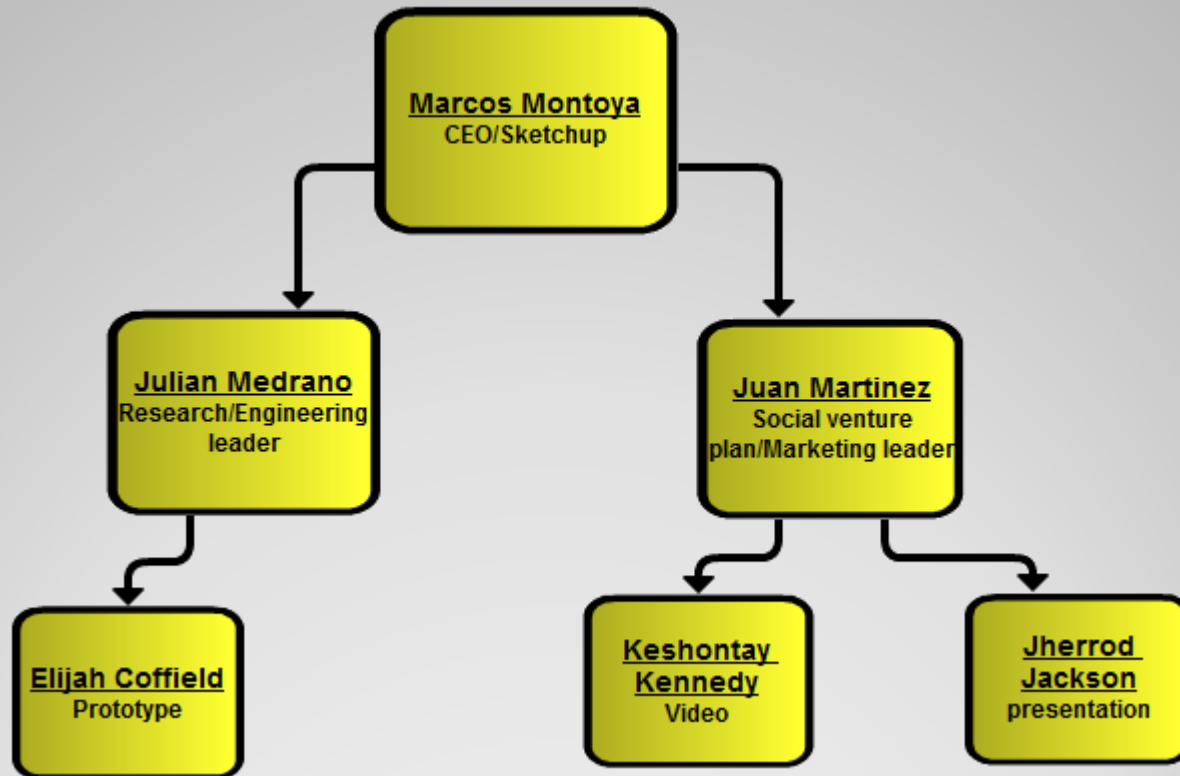 Marcos Montoya
CEO/Sketchup
Julian Medrano
Research/Engineering
leader
Juan Martinez
Social venture
plan/Marketing leader
Elijah Coffield
Prototype
Keshontay
Kennedy
Video
Jherrod
Jackson
presentation